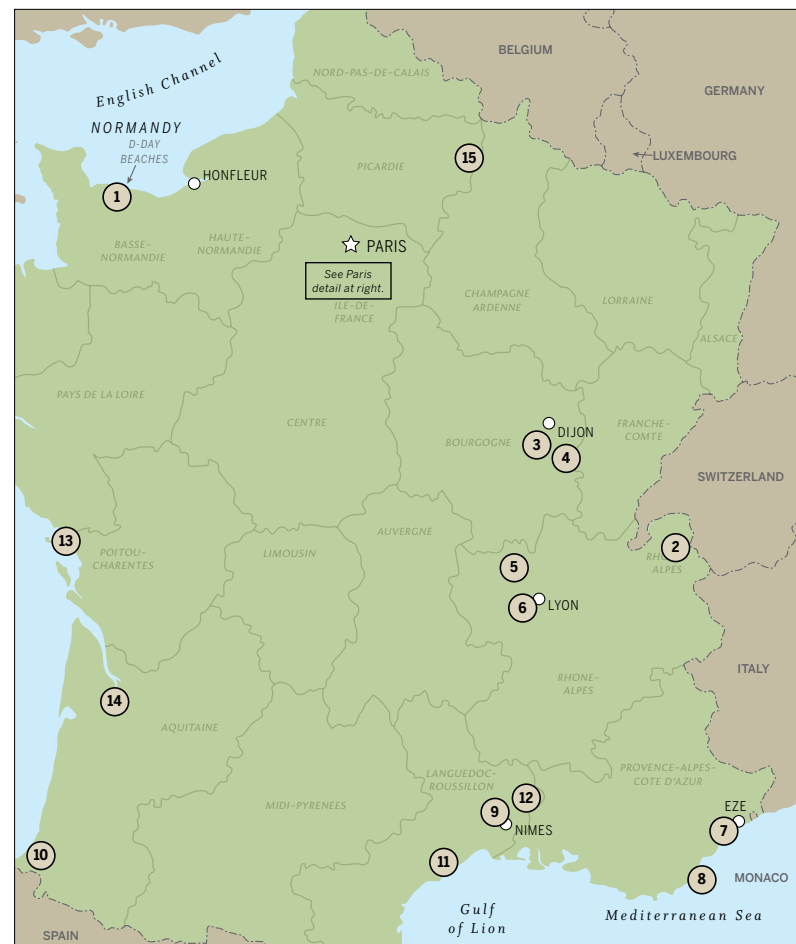 BELGIUM
GERMANY
LUXEMBOURG
English Channel
NORD-PAS-DE-CALAIS
NORMANDY
D-DAY
BEACHES
HONFLEUR
1
15
PICARDIE
BASSE-
NORMANDIE
HAUTE-
NORMANDIE
PARIS
See Paris
detail at right.
ILE-DE-
FRANCE
CHAMPAGNE
ARDENNE
LORRAINE
ALSACE
PAYS DE LA LOIRE
CENTRE
BOURGOGNE
DIJON
3
4
FRANCHE-
COMTE
SWITZERLAND
13
POITOU-
CHARENTES
LIMOUSIN
AUVERGNE
5
2
ALPES
6
LYON
RHONE-
ALPES
ITALY
14
AQUITAINE
MIDI-PYRENEES
LANGUEDOC-
ROUSSILLON
PROVENCE-ALPES-
COTE D'AZUR
12
9
NIMES
EZE
7
10
11
8
MONACO
Gulf
of Lion
Mediterranean Sea
SPAIN